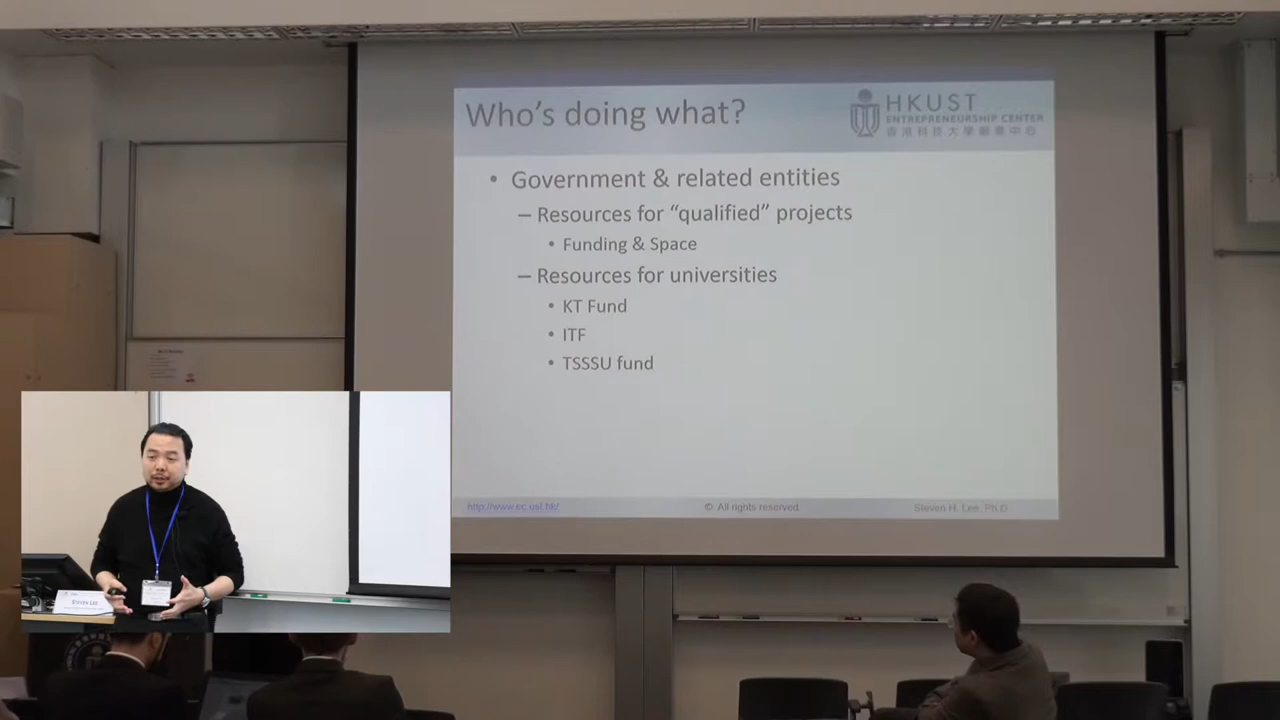 Who's doing what?
HKUST
ENTREPRENEURSHIP CENTER
香港科技大學創業中心
• Government & related entities
– Resources for “qualified” projects
• Funding & Space
– Resources for universities
• KT Fund
• ITF
• TSSSU fund
http://www.ec.ust.hk/
© All rights reserved
Steven H. Lee, Ph.D.
STEVEN LEE